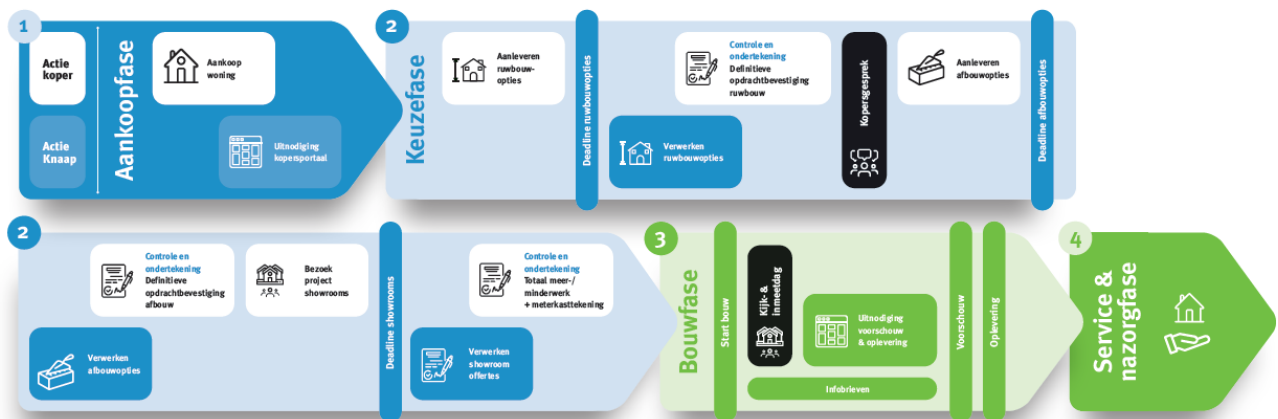 1
Actie
koper
Actie
Knaap
Aankoopfase
Aankoop
woning
Uitnodiging
kopersportaal
2
Keuzefase
Aanleveren
ruwbouw-
opties
Deadline ruwbouwopties
Verwerken
ruwbouwopties
Controle en
ondertekening
Definitieve
opdrachtbevestiging
ruwbouw
Kopersgesprek
Aanleveren
afbouwopties
Deadline afbouwopties
2
Verwerken
afbouwopties
Controle en
ondertekening
Definitieve
opdrachtbevestiging
afbouw
Bezoek
project
showrooms
Deadline showrooms
Verwerken
showroom
offertes
Controle en
ondertekening
Totaal meer-/
minderwerk
+ meterkasttekening
3
Bouwfase
Start bouw
Kijk- &
inmeetdag
Uitnodiging
voorschouw
& oplevering
Infobrieven
Voorschouw
Oplevering
4
Service &
nazorgfase